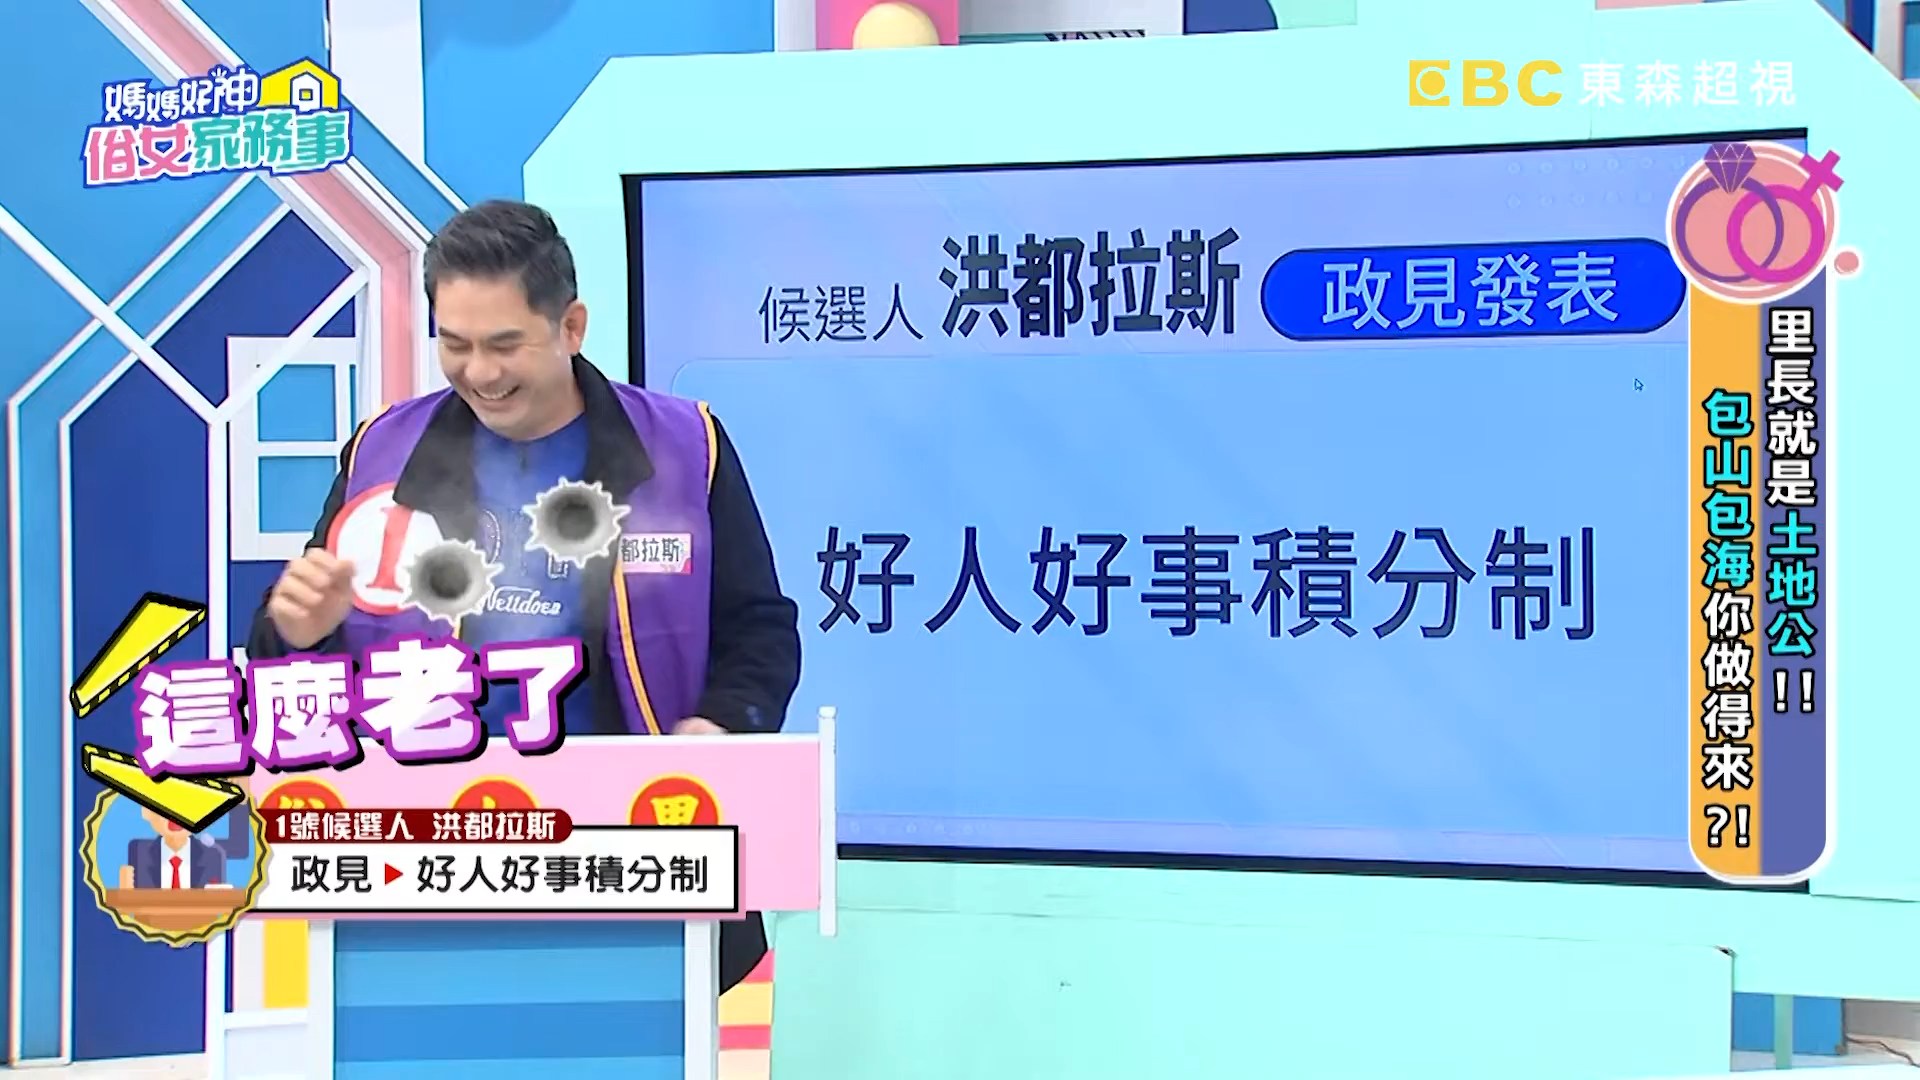 媽媽好神
俗女家務事
EBC 東森超視
候選人 洪都拉斯 政見發表
好人好事積分制
里長就是土地公!!
包山包海你做得來?!
1
都拉斯
Welldoer
這麼老了
里
1號候選人 洪都拉斯
政見▶好人好事積分制